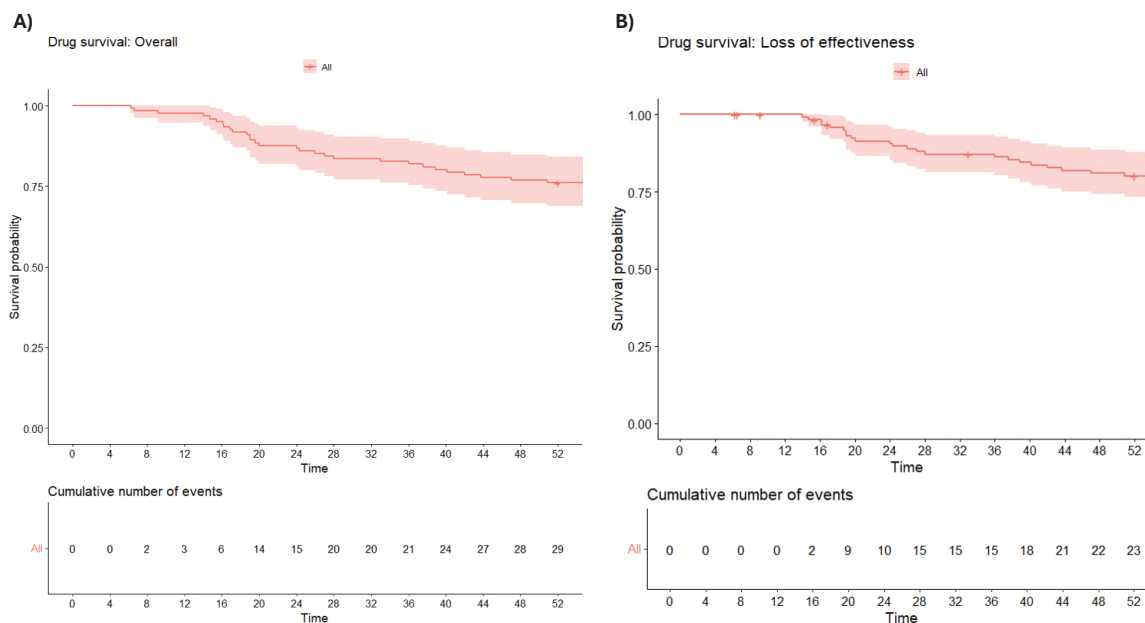 A)
Drug survival: Overall
All
1.00
0.75
0.50
0.25
0.00
Survival probability
0 4 8 12 16 20 24 28 32 36 40 44 48 52
Time
Cumulative number of events
All 0 0 2 3 6 14 15 20 20 21 24 27 28 29
0 4 8 12 16 20 24 28 32 36 40 44 48 52
Time
B)
Drug survival: Loss of effectiveness
All
1.00
0.75
0.50
0.25
0.00
Survival probability
0 4 8 12 16 20 24 28 32 36 40 44 48 52
Time
Cumulative number of events
All 0 0 0 0 2 9 10 15 15 15 18 21 22 23
0 4 8 12 16 20 24 28 32 36 40 44 48 52
Time